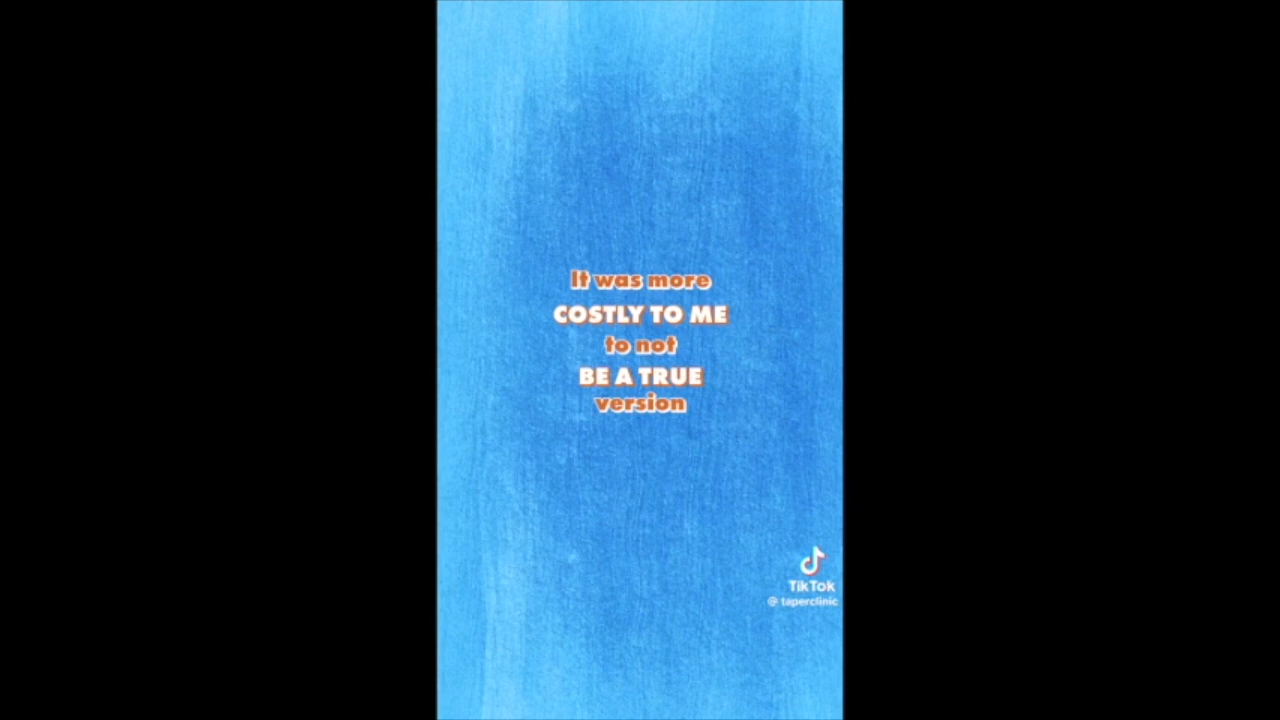 It was more
COSTLY TO ME
to not
BE A TRUE
version
TikTok
@ taperclinic